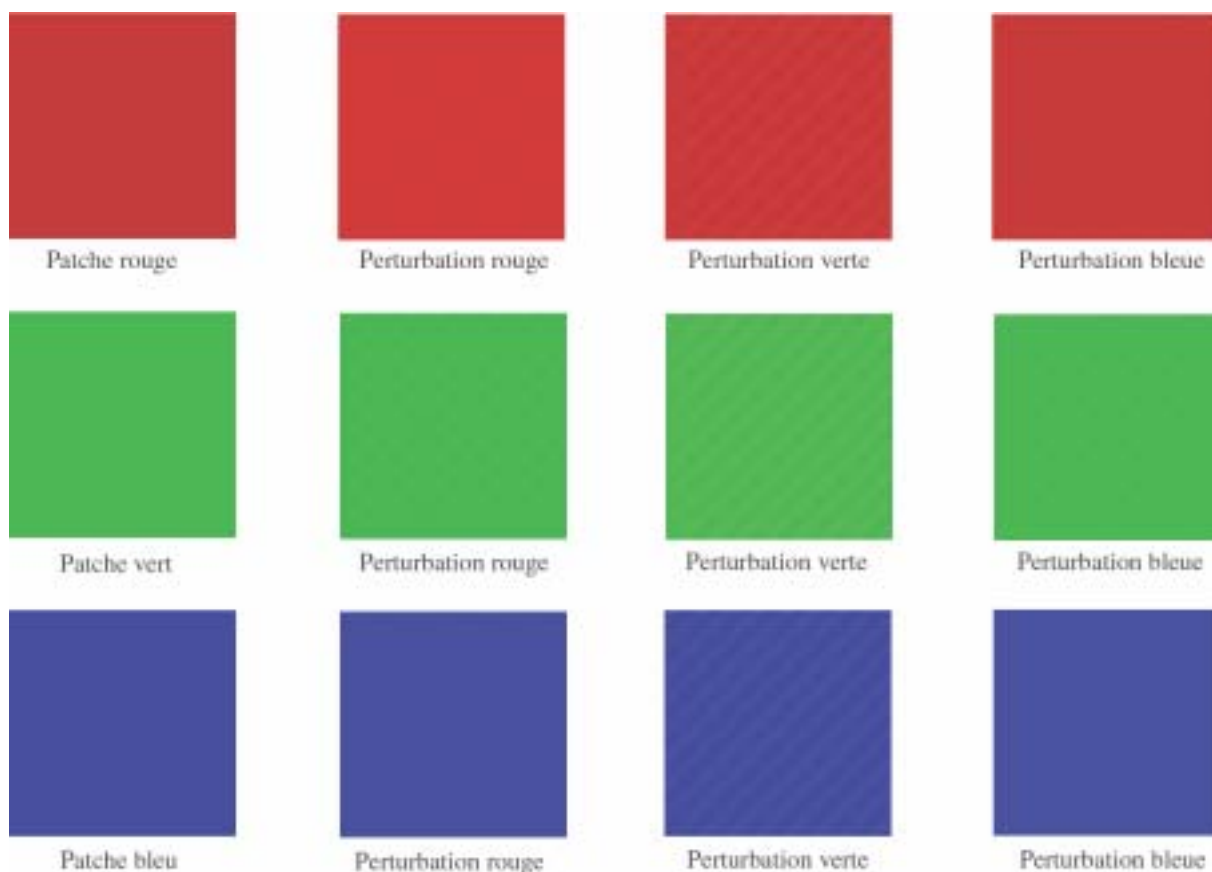 Patche rouge Perturbation rouge Perturbation verte Perturbation bleue
Patche vert Perturbation rouge Perturbation verte Perturbation bleue
Patche bleu Perturbation rouge Perturbation verte Perturbation bleue